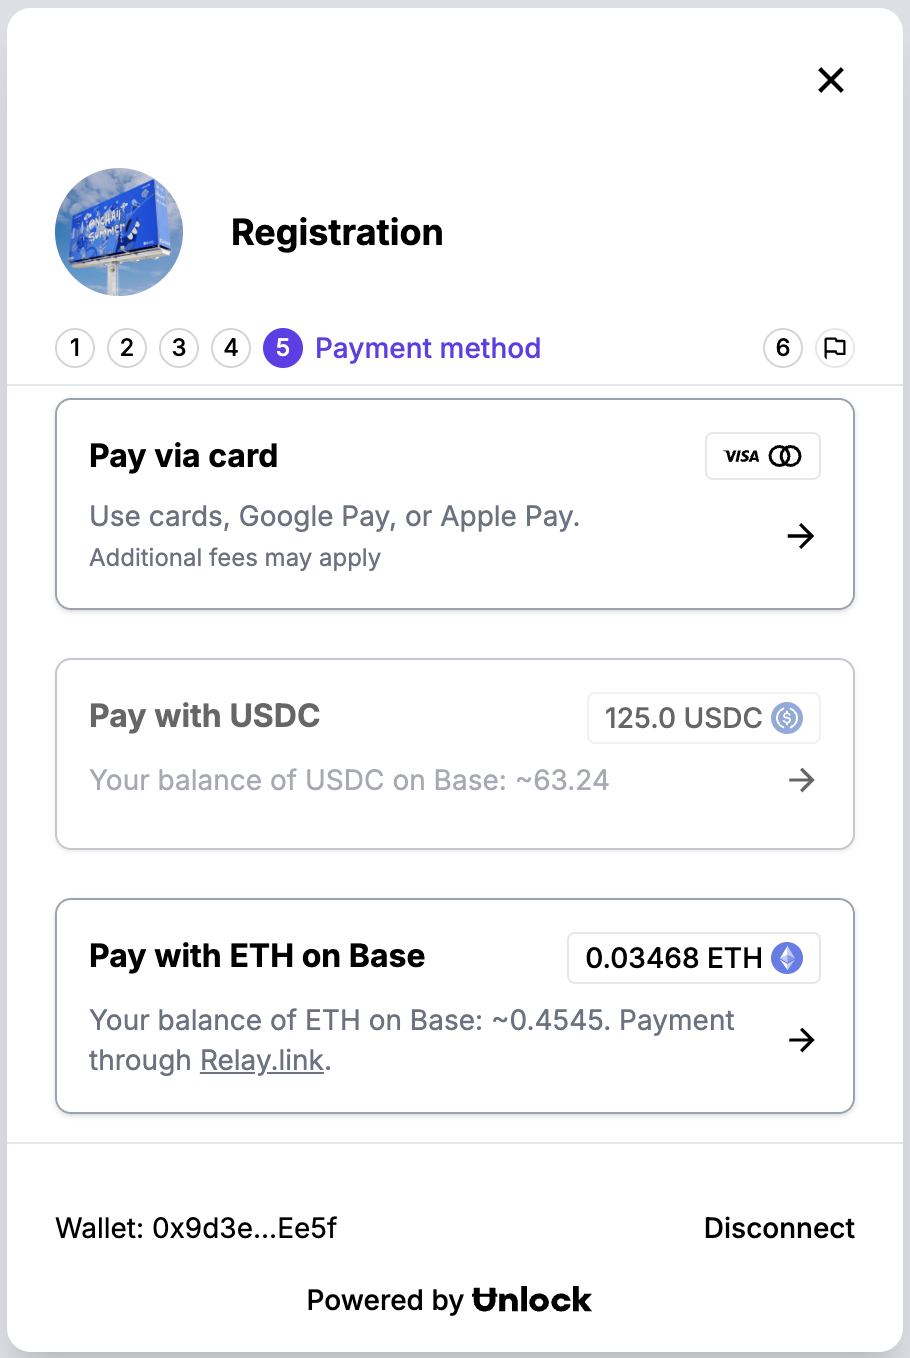 Registration
1 2 3 4 5 Payment method 6
Pay via card
VISA
Use cards, Google Pay, or Apple Pay.
Additional fees may apply
Pay with USDC
125.0 USDC
Your balance of USDC on Base: ~63.24
Pay with ETH on Base
0.03468 ETH
Your balance of ETH on Base: ~0.4545. Payment
through Relay.link.
Wallet: 0x9d3e...Ee5f
Disconnect
Powered by Unlock